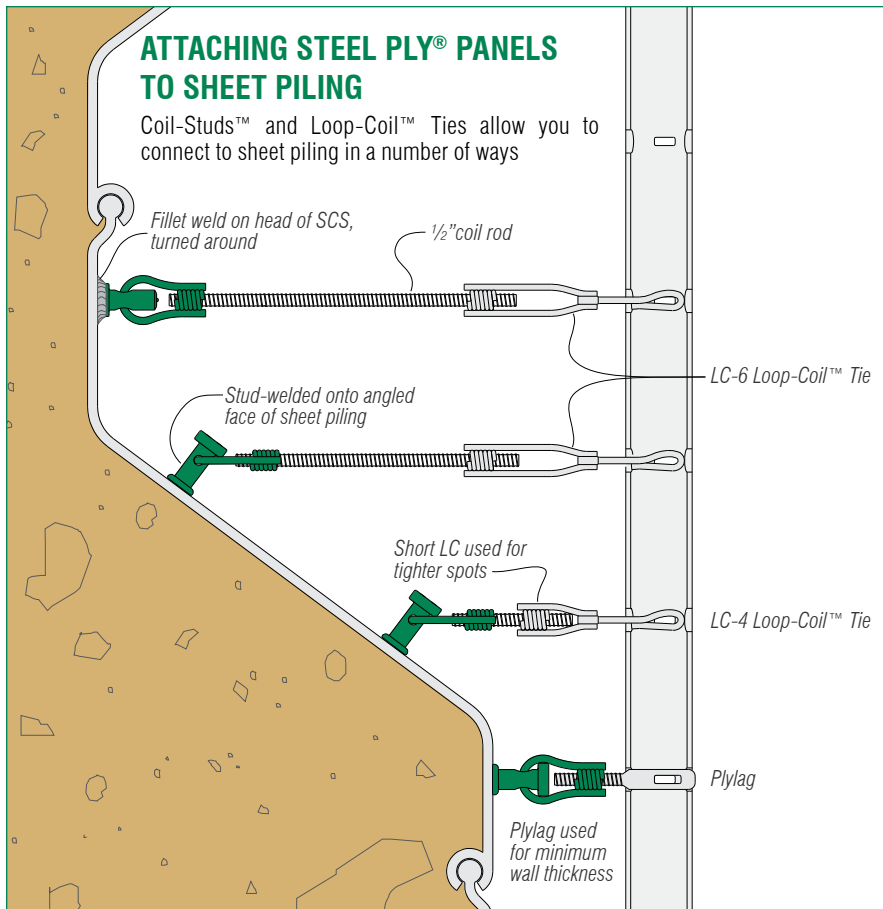 ATTACHING STEEL PLY® PANELS
TO SHEET PILING
Coil-Studs™ and Loop-Coil™ Ties allow you to
connect to sheet piling in a number of ways
Fillet weld on head of SCS,
turned around
½"coil rod
LC-6 Loop-Coil™ Tie
Stud-welded onto angled
face of sheet piling
Short LC used for
tighter spots
LC-4 Loop-Coil™ Tie
Plylag
Plylag used
for minimum
wall thickness